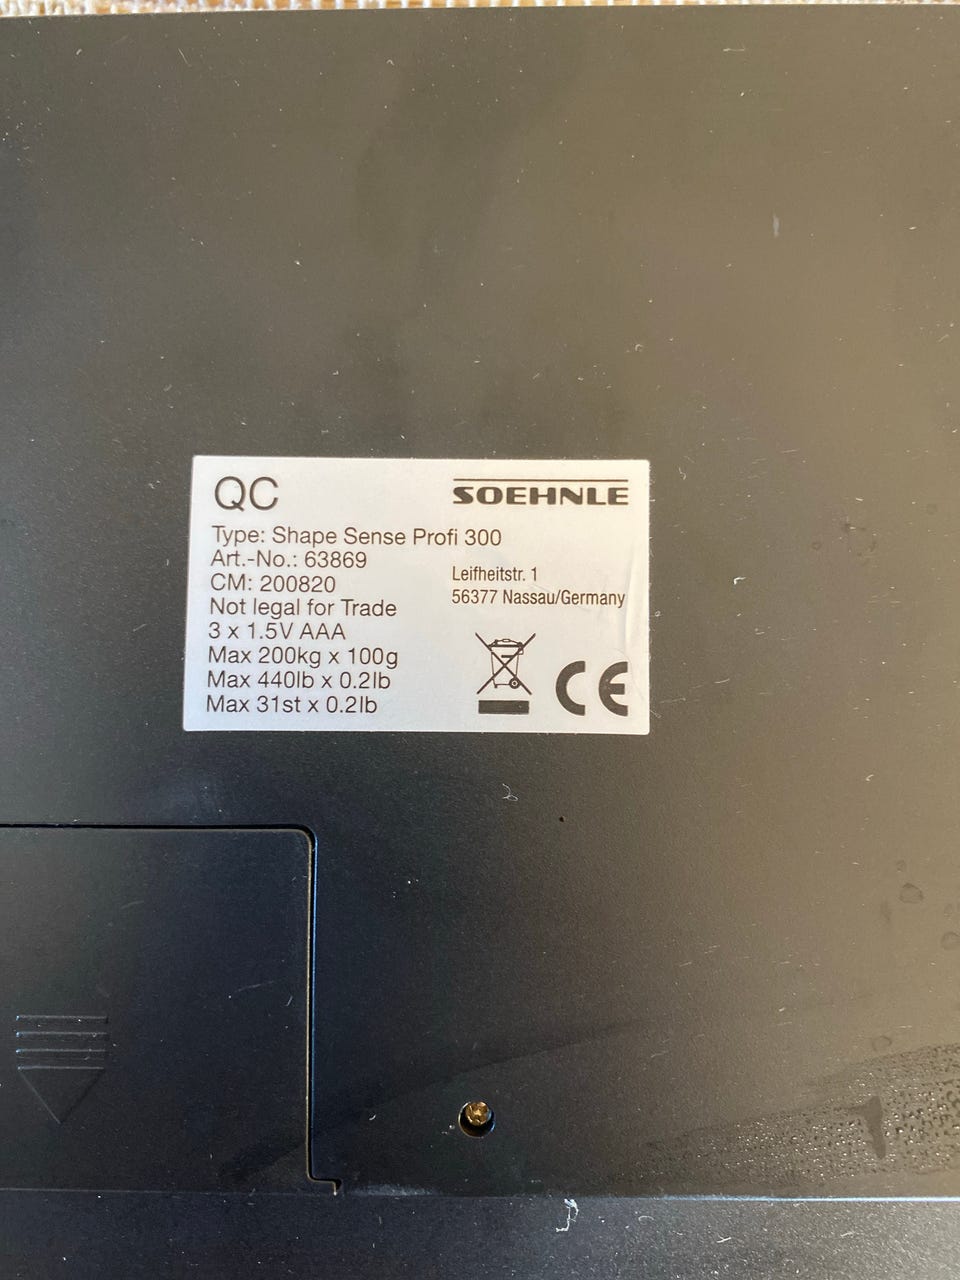 QC
SOEHNLE
Type: Shape Sense Profi 300
Art.-No.: 63869
CM: 200820
Not legal for Trade
3 x 1.5V AAA
Max 200kg x 100g
Max 440lb x 0.2lb
Max 31st x 0.2lb
Leifheitstr. 1
56377 Nassau/Germany
CE